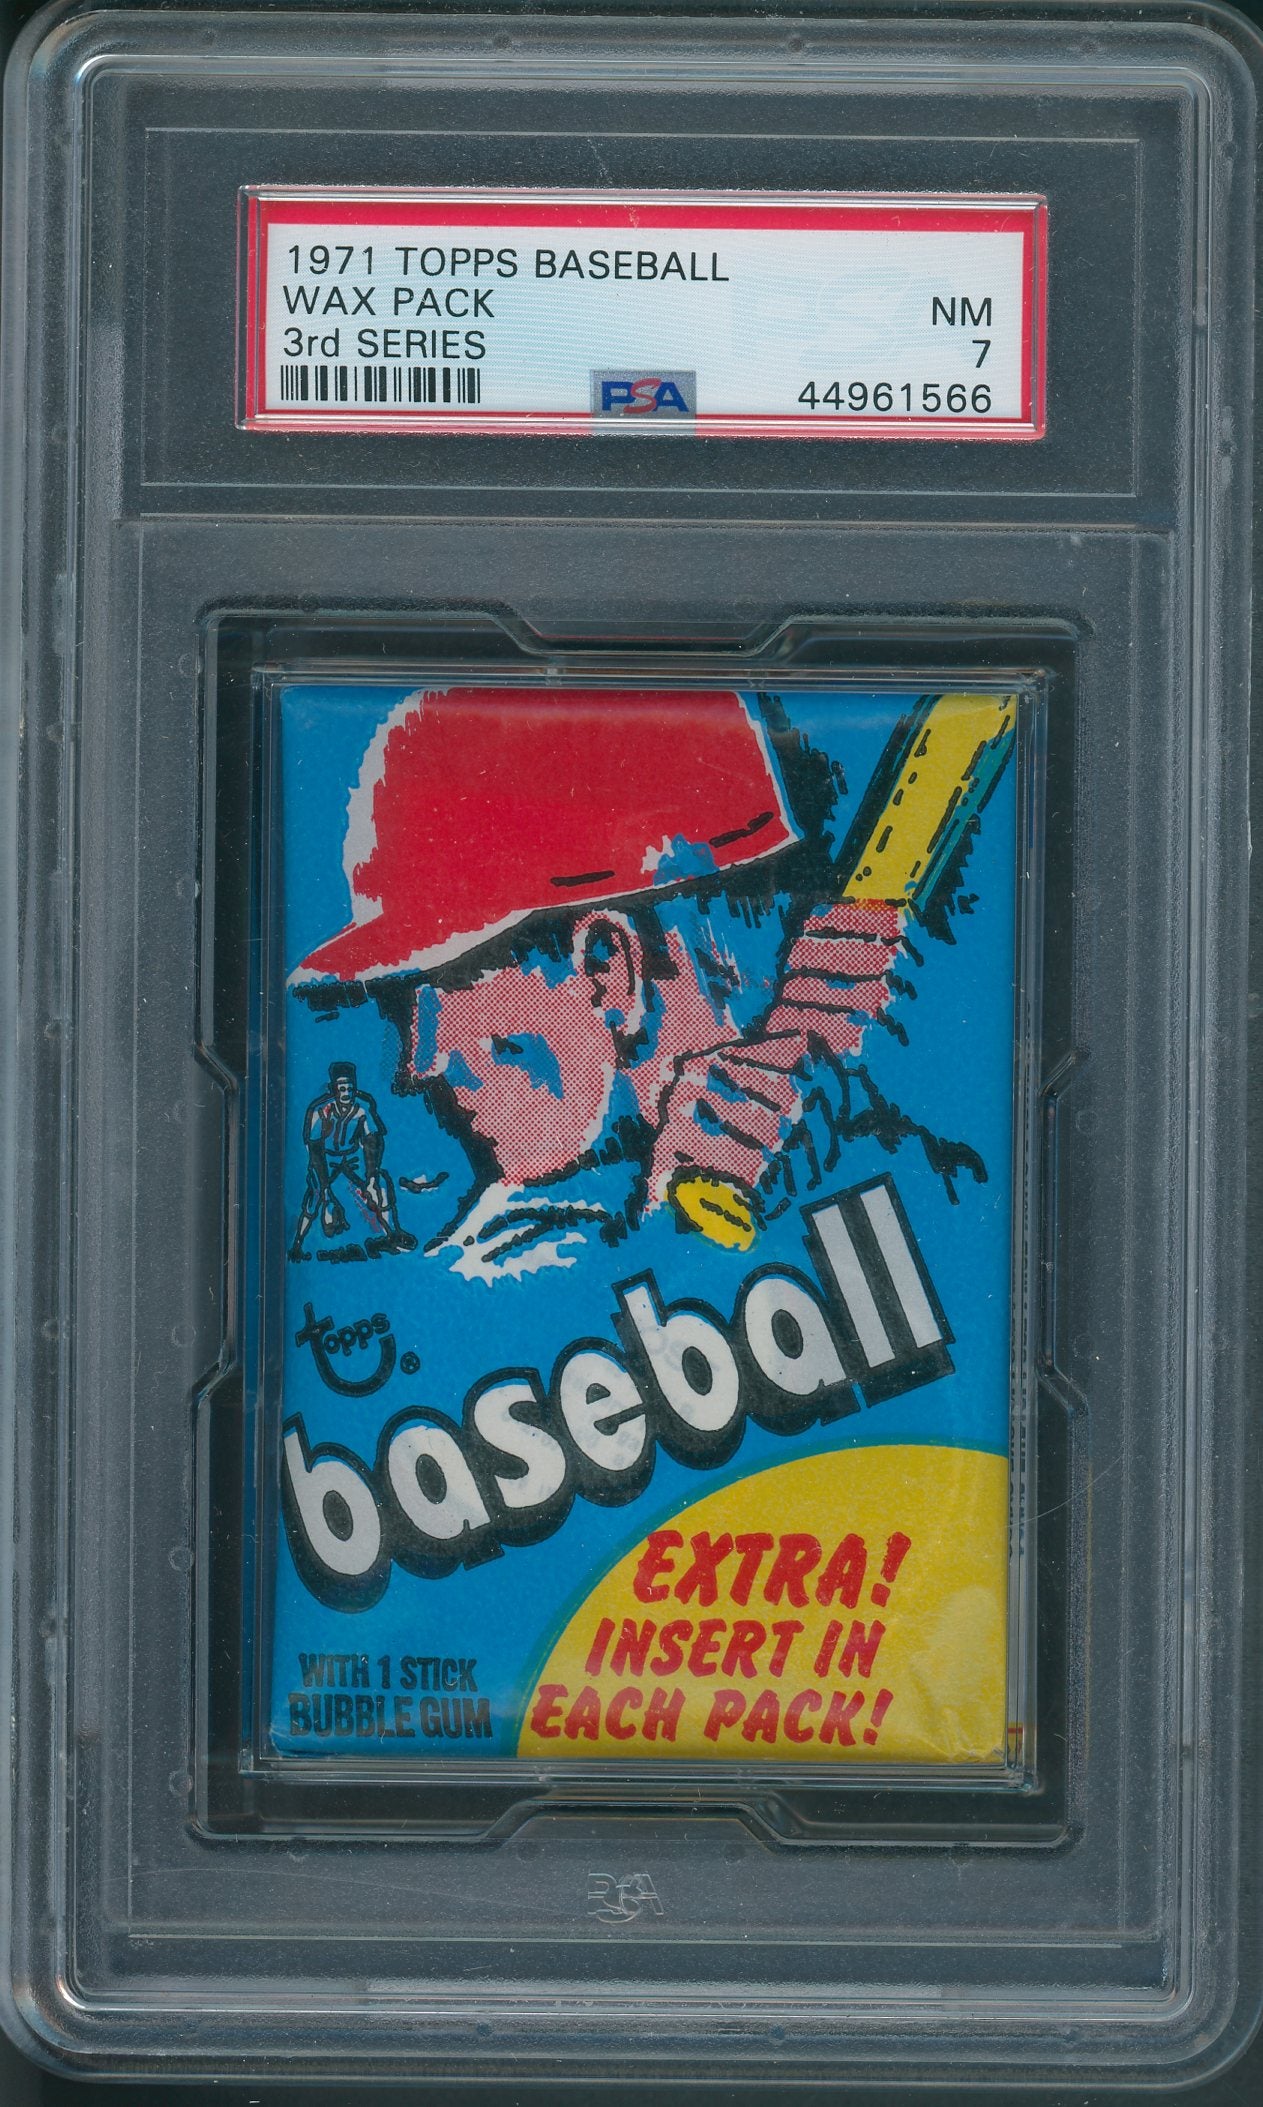 1971 TOPPS BASEBALL
WAX PACK
NM
3rd SERIES
7
PSA
44961566
topps
®
baseball
EXTRA!
INSERT IN
EACH PACK!
WITH 1 STICK
BUBBLE GUM
PSA